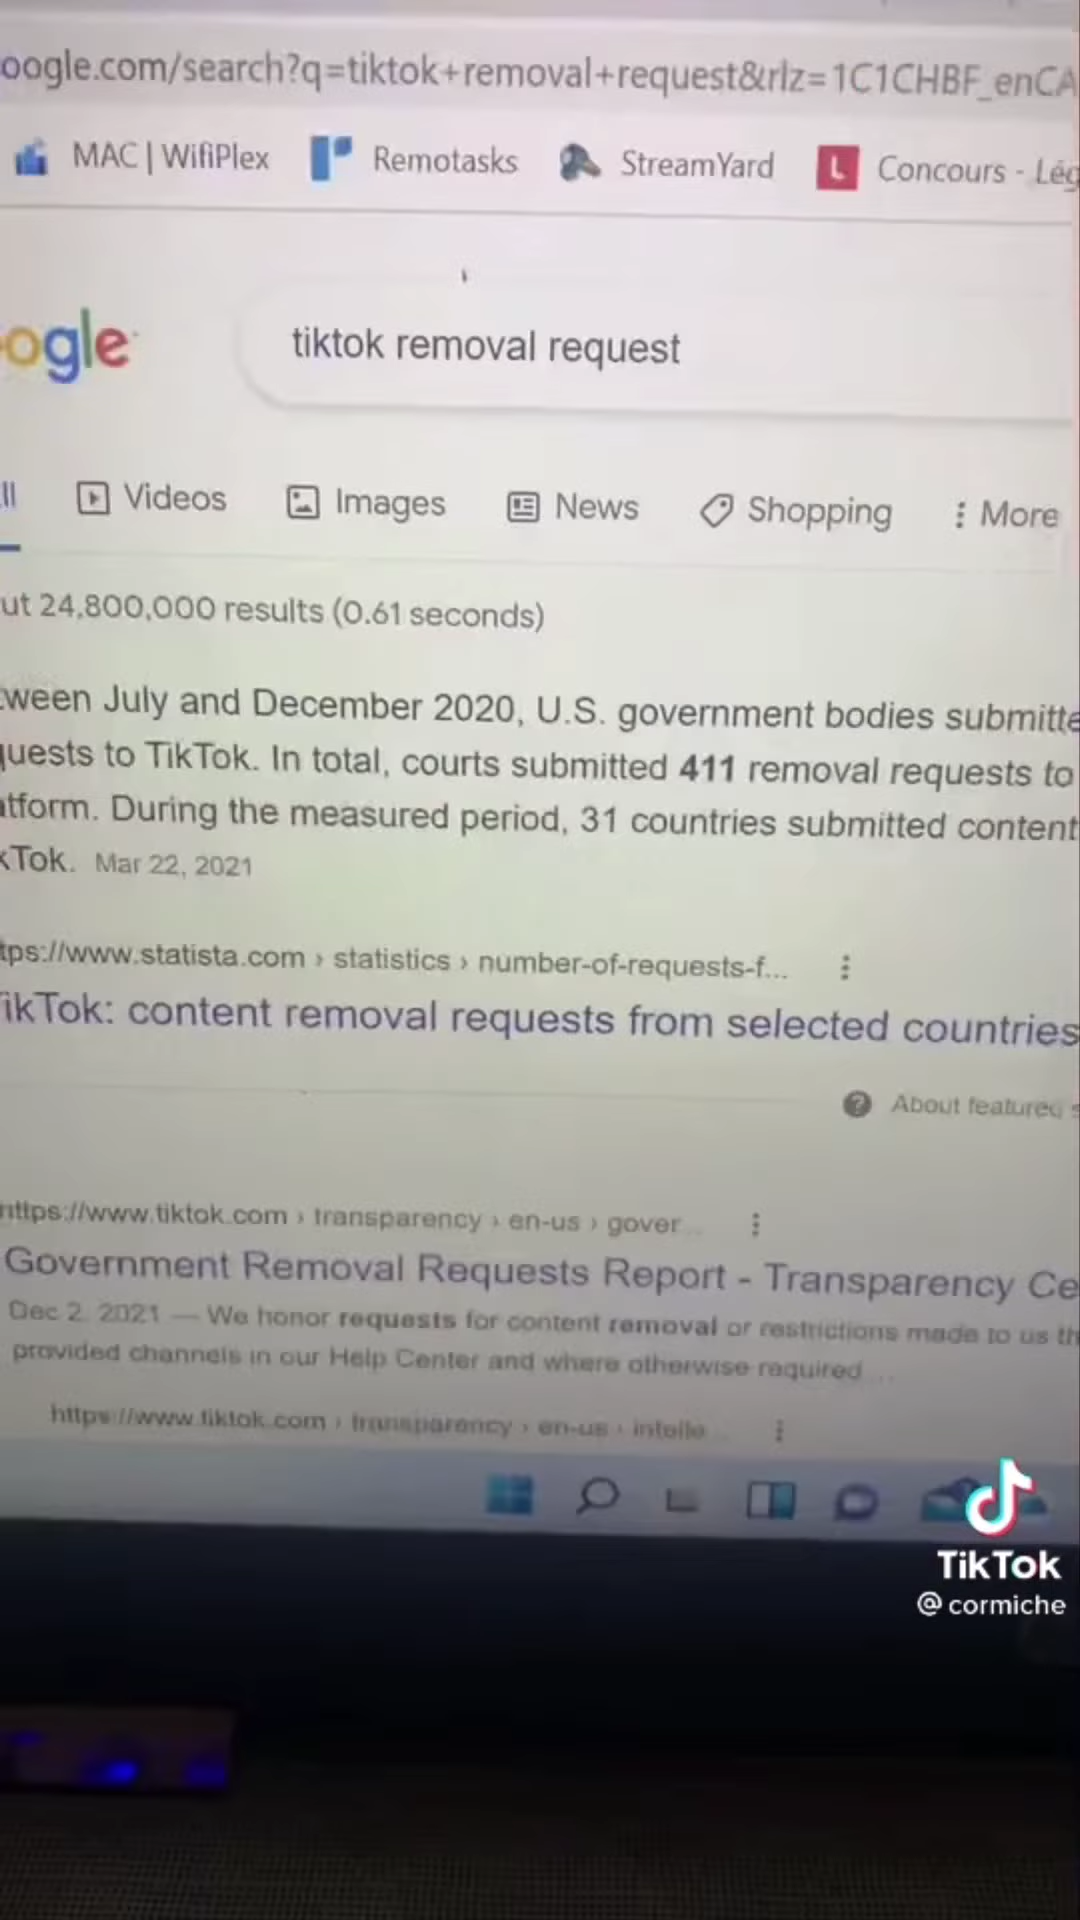 oogle.com/search?q=tiktok+removal+request&rlz=1C1CHBF_enCA
MAC | WifiPlex Remotasks StreamYard L Concours - Lég
ogle tiktok removal request
ll Videos Images News Shopping More
ut 24,800,000 results (0.61 seconds)
ween July and December 2020, U.S. government bodies submitte
quests to TikTok. In total, courts submitted 411 removal requests to
atform. During the measured period, 31 countries submitted content
kTok. Mar 22, 2021
tps://www.statista.com › statistics › number-of-requests-f...
ikTok: content removal requests from selected countries
About featured s
https://www.tiktok.com › transparency › en-us › gover...
Government Removal Requests Report - Transparency Ce
Dec 2, 2021 — We honor requests for content removal or restrictions made to us th
provided channels in our Help Center and where otherwise required ...
https://www.tiktok.com › transparency › en-us › intelle...
TikTok
@cormiche